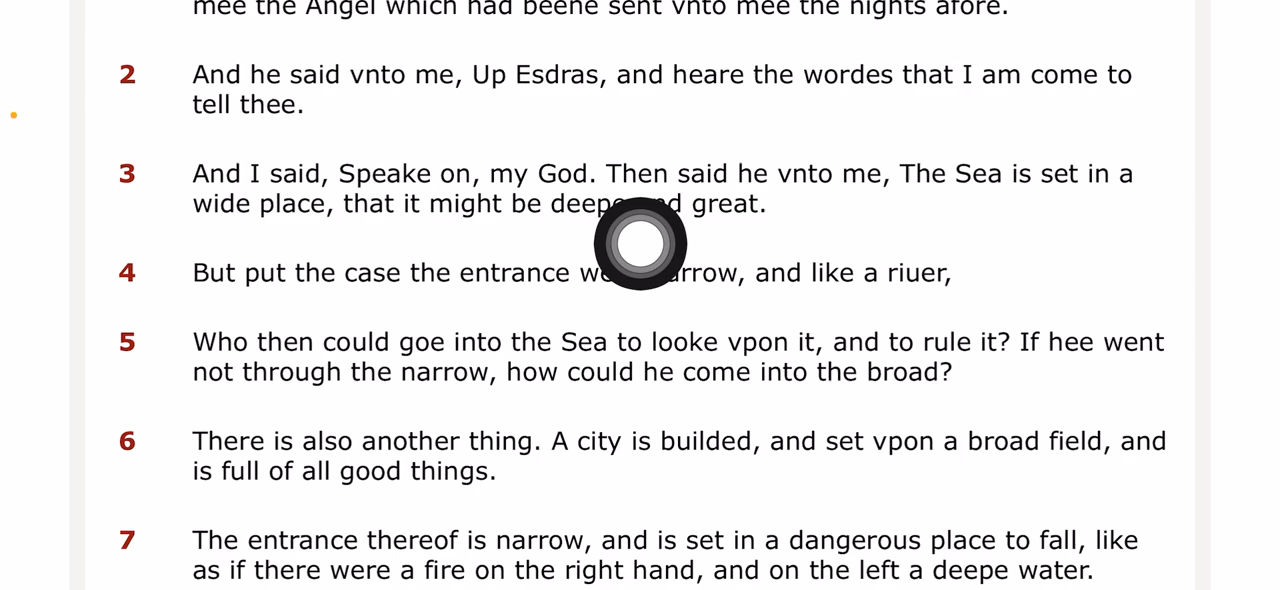 mee the Angel which had beene sent vnto mee the nights afore.
2 And he said vnto me, Up Esdras, and heare the wordes that I am come to
tell thee.
3 And I said, Speake on, my God. Then said he vnto me, The Sea is set in a
wide place, that it might be deepe and great.
4 But put the case the entrance were narrow, and like a riuer,
5 Who then could goe into the Sea to looke vpon it, and to rule it? If hee went
not through the narrow, how could he come into the broad?
6 There is also another thing. A city is builded, and set vpon a broad field, and
is full of all good things.
7 The entrance thereof is narrow, and is set in a dangerous place to fall, like
as if there were a fire on the right hand, and on the left a deepe water.